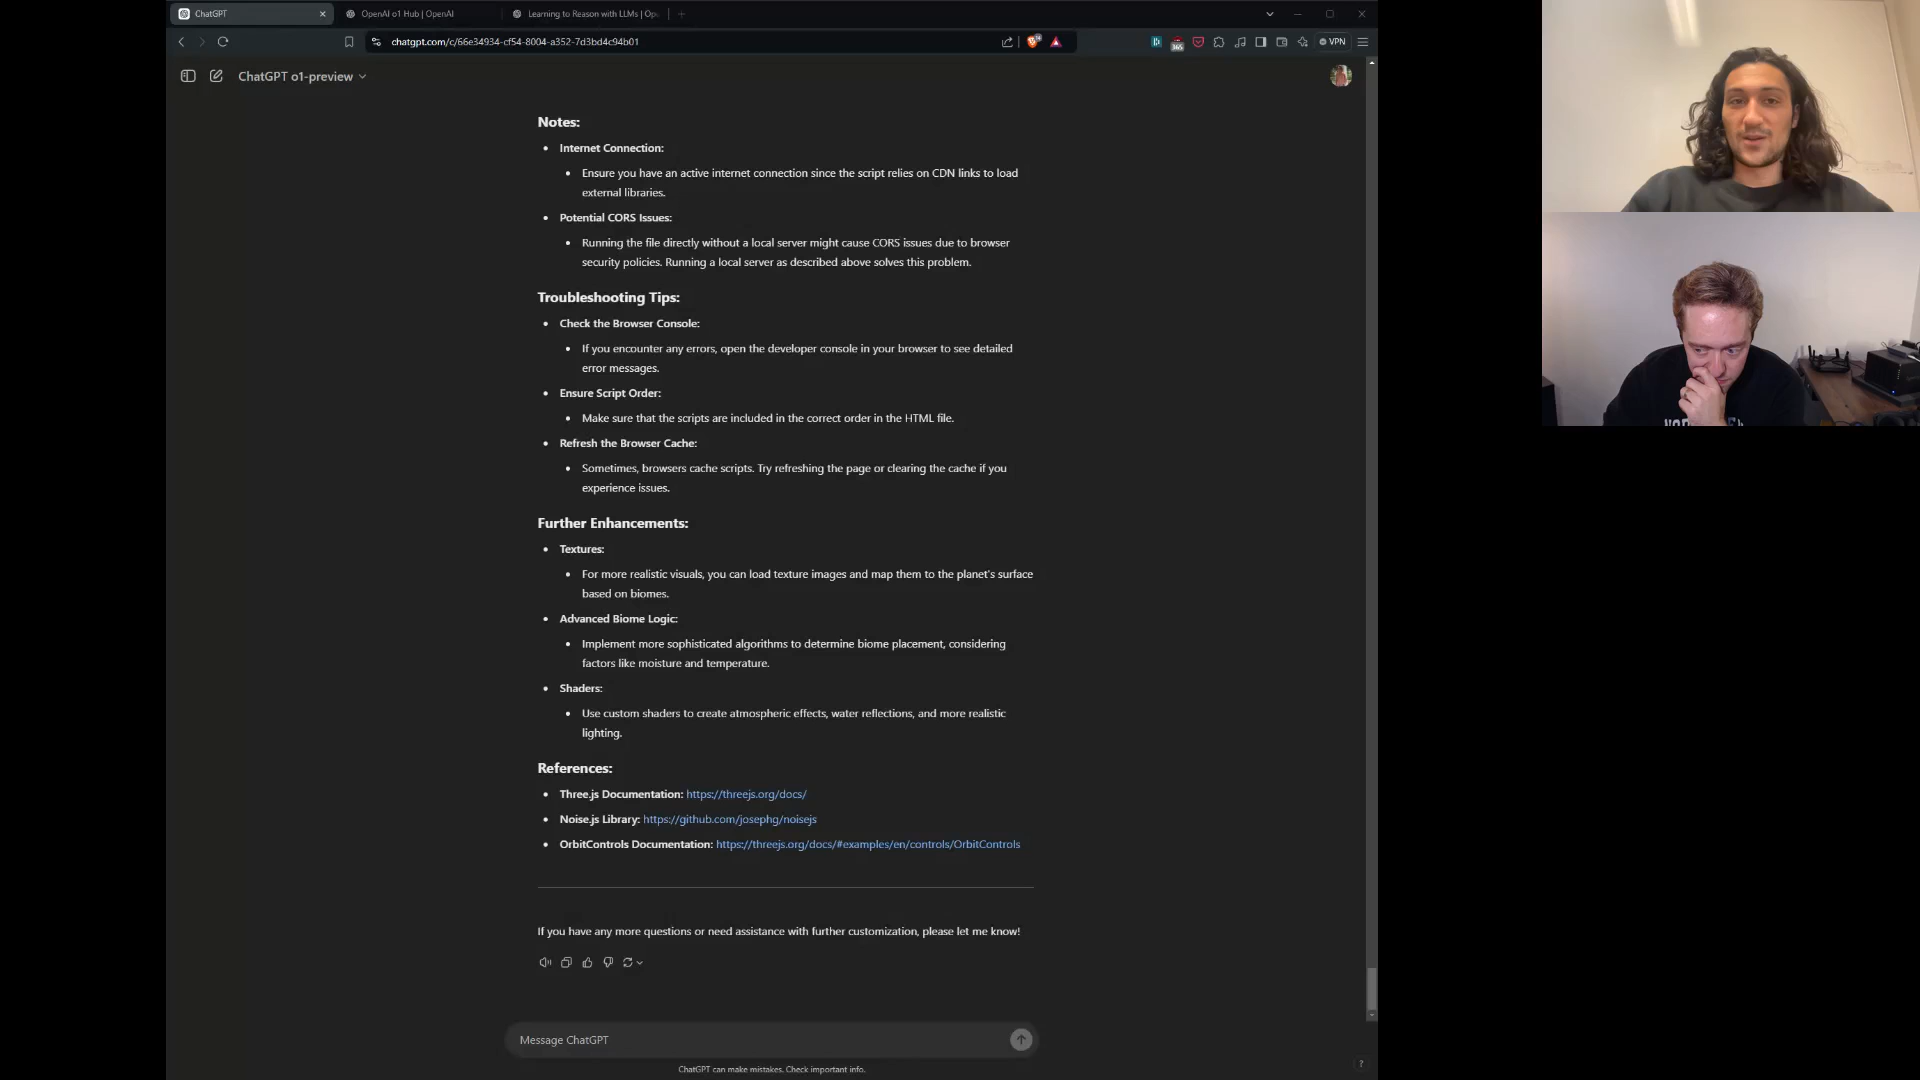 ChatGPT
OpenAI o1 Hub | OpenAI
Learning to Reason with LLMs | Op
chatgpt.com/c/66e34934-cf54-8004-a352-7d3bd4c94b01
VPN
ChatGPT o1-preview
Notes:
Internet Connection:
Ensure you have an active internet connection since the script relies on CDN links to load
external libraries.
Potential CORS Issues:
Running the file directly without a local server might cause CORS issues due to browser
security policies. Running a local server as described above solves this problem.
Troubleshooting Tips:
Check the Browser Console:
If you encounter any errors, open the developer console in your browser to see detailed
error messages.
Ensure Script Order:
Make sure that the scripts are included in the correct order in the HTML file.
Refresh the Browser Cache:
Sometimes, browsers cache scripts. Try refreshing the page or clearing the cache if you
experience issues.
Further Enhancements:
Textures:
For more realistic visuals, you can load texture images and map them to the planet's surface
based on biomes.
Advanced Biome Logic:
Implement more sophisticated algorithms to determine biome placement, considering
factors like moisture and temperature.
Shaders:
Use custom shaders to create atmospheric effects, water reflections, and more realistic
lighting.
References:
Three.js Documentation: https://threejs.org/docs/
Noise.js Library: https://github.com/josephg/noisejs
OrbitControls Documentation: https://threejs.org/docs/#examples/en/controls/OrbitControls
If you have any more questions or need assistance with further customization, please let me know!
Message ChatGPT
ChatGPT can make mistakes. Check important info.
?